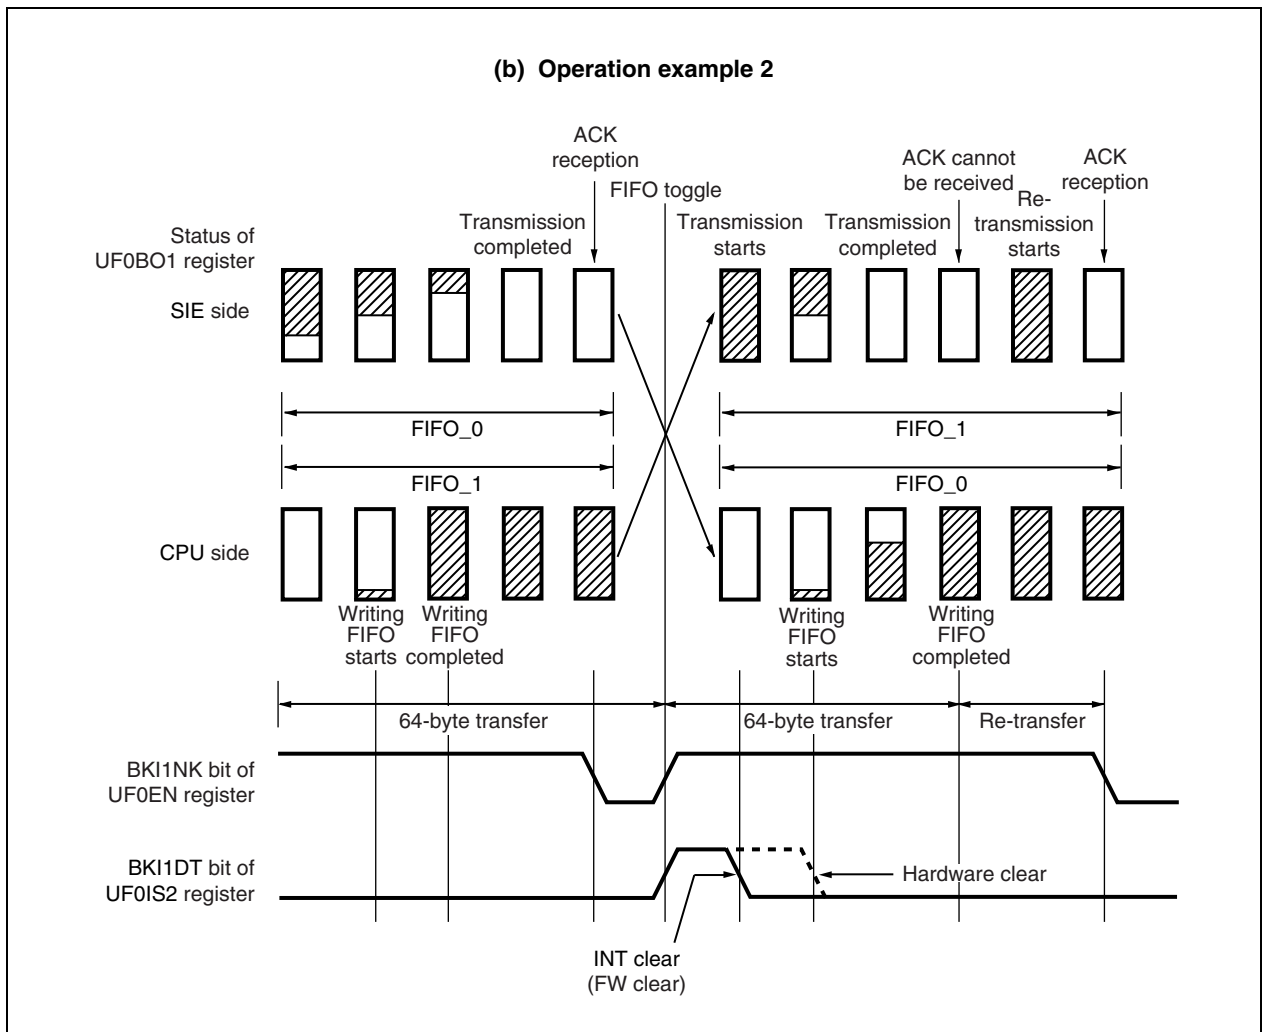 (b) Operation example 2
ACK
reception
FIFO toggle
ACK cannot
be received
ACK
reception
Transmission
completed
Transmission
starts
Transmission
completed
Re-
transmission
starts
Status of
UF0BO1 register
SIE side
FIFO_0
FIFO_1
FIFO_1
FIFO_0
CPU side
Writing
FIFO
starts
Writing
FIFO
completed
Writing
FIFO
starts
Writing
FIFO
completed
64-byte transfer
64-byte transfer
Re-transfer
BKI1NK bit of
UF0EN register
BKI1DT bit of
UF0IS2 register
Hardware clear
INT clear
(FW clear)